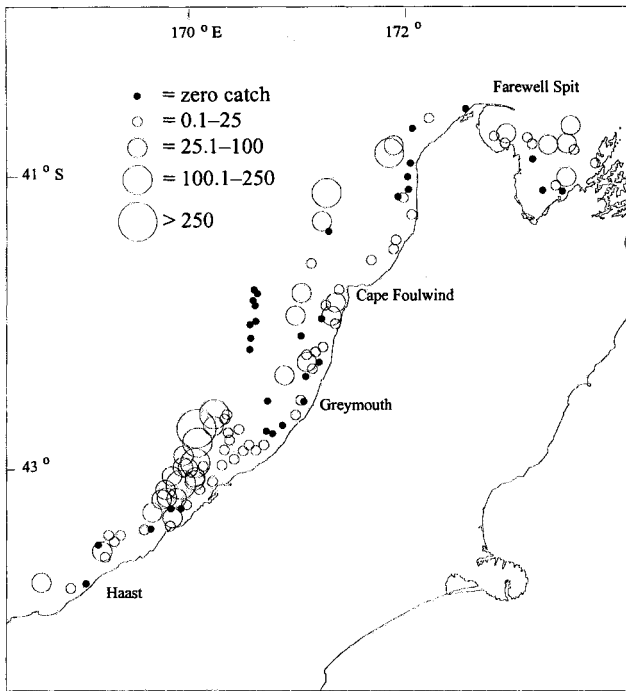 170 ° E
172 °
Farewell Spit
= zero catch
= 0.1–25
= 25.1–100
= 100.1–250
> 250
41 ° S
Cape Foulwind
Greymouth
43 °
Haast